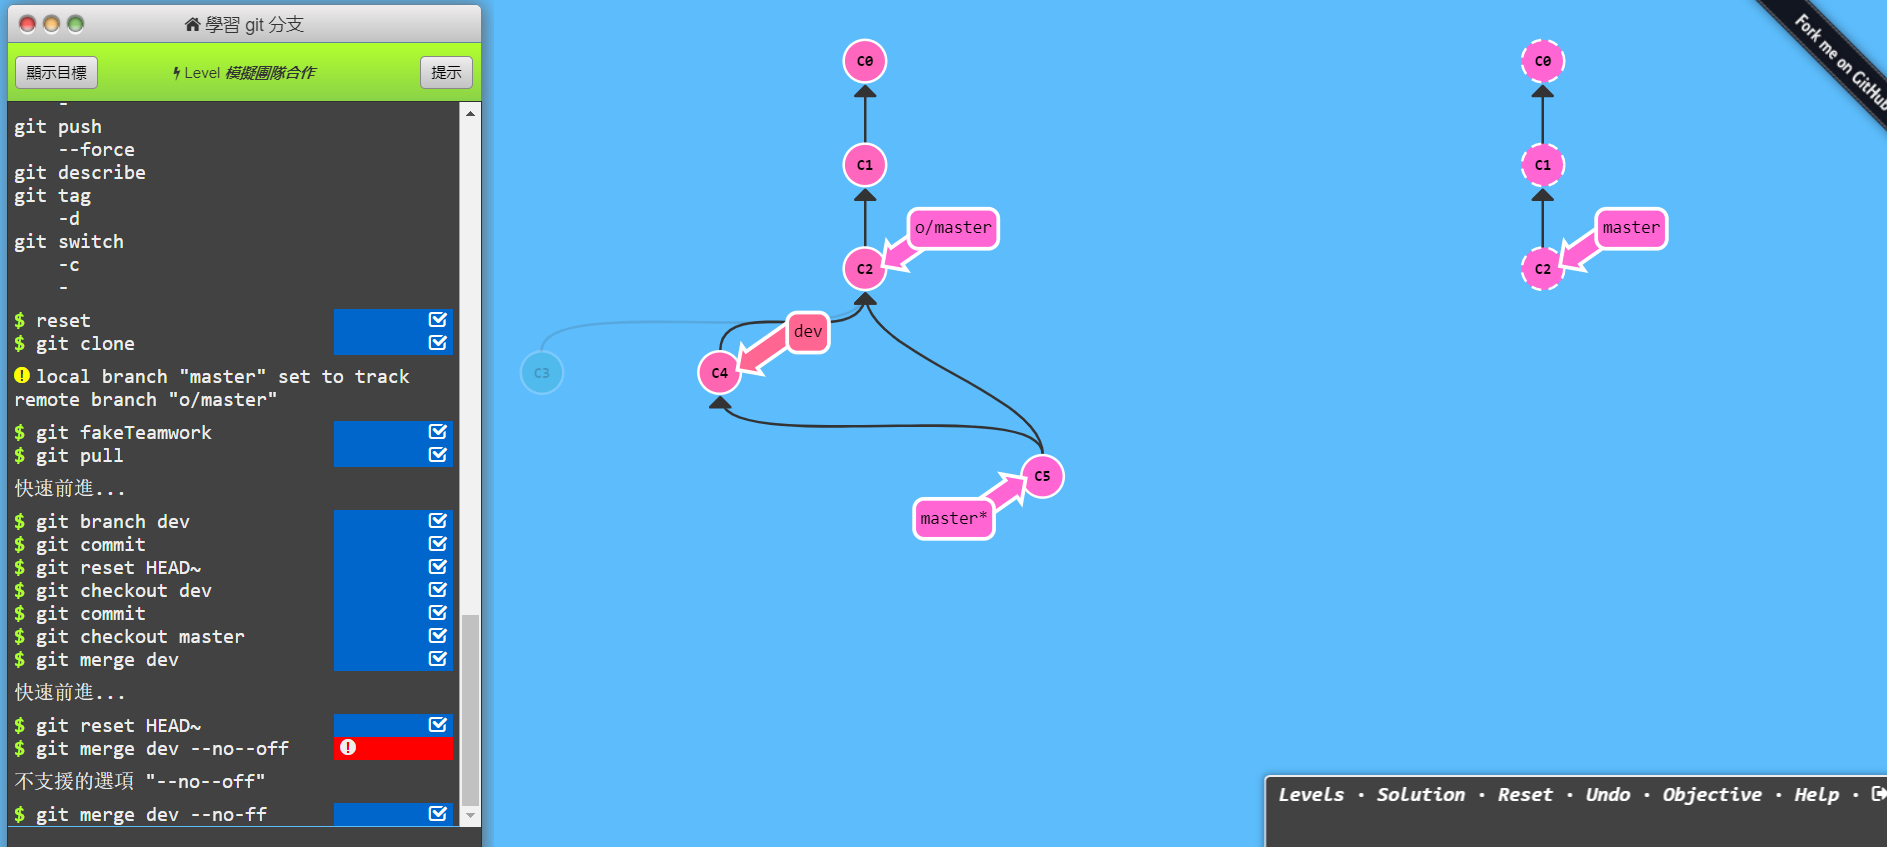 學習 git 分支
顯示目標
Level 模擬團隊合作
提示
-
git push
--force
git describe
git tag
-d
git switch
-c
-
$ reset
$ git clone
local branch "master" set to track
remote branch "o/master"
$ git fakeTeamwork
$ git pull
快速前進...
$ git branch dev
$ git commit
$ git reset HEAD~
$ git checkout dev
$ git commit
$ git checkout master
$ git merge dev
快速前進...
$ git reset HEAD~
$ git merge dev --no--off
不支援的選項 "--no--off"
$ git merge dev --no-ff
C0
C1
o/master
C2
dev
C3
C4
C5
master*
C0
C1
master
C2
Fork me on GitHub
Levels · Solution · Reset · Undo · Objective · Help ·